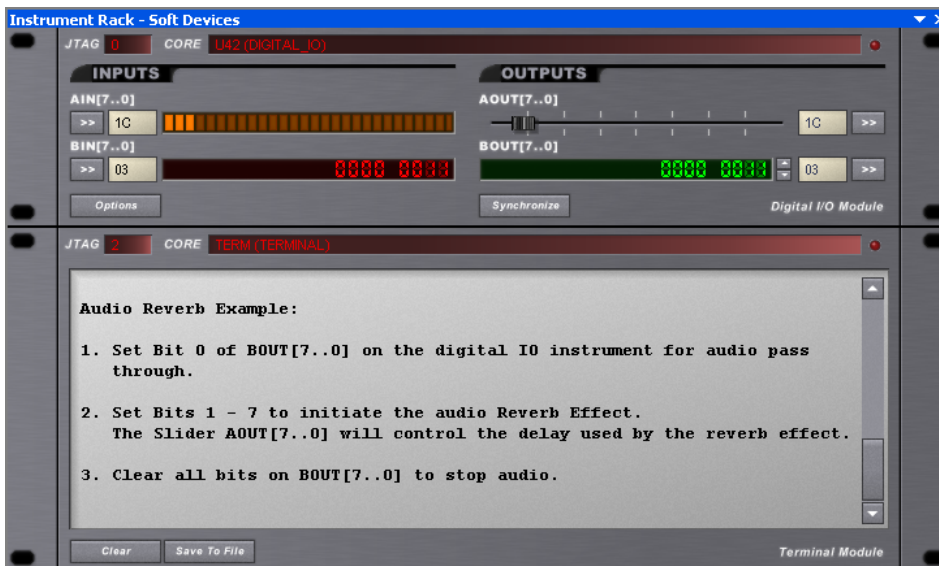 Instrument Rack - Soft Devices
JTAG 0 CORE U42 (DIGITAL_IO)
INPUTS OUTPUTS
AIN[7..0] AOUT[7..0]
>> 1C 1C >>
BIN[7..0] BOUT[7..0]
>> 03 0000 0011 0000 0011 03 >>
Options Synchronize Digital I/O Module
JTAG 2 CORE TERM (TERMINAL)
Audio Reverb Example:
1. Set Bit 0 of BOUT[7..0] on the digital IO instrument for audio pass
through.
2. Set Bits 1 - 7 to initiate the audio Reverb Effect.
The Slider AOUT[7..0] will control the delay used by the reverb effect.
3. Clear all bits on BOUT[7..0] to stop audio.
Clear Save To File Terminal Module